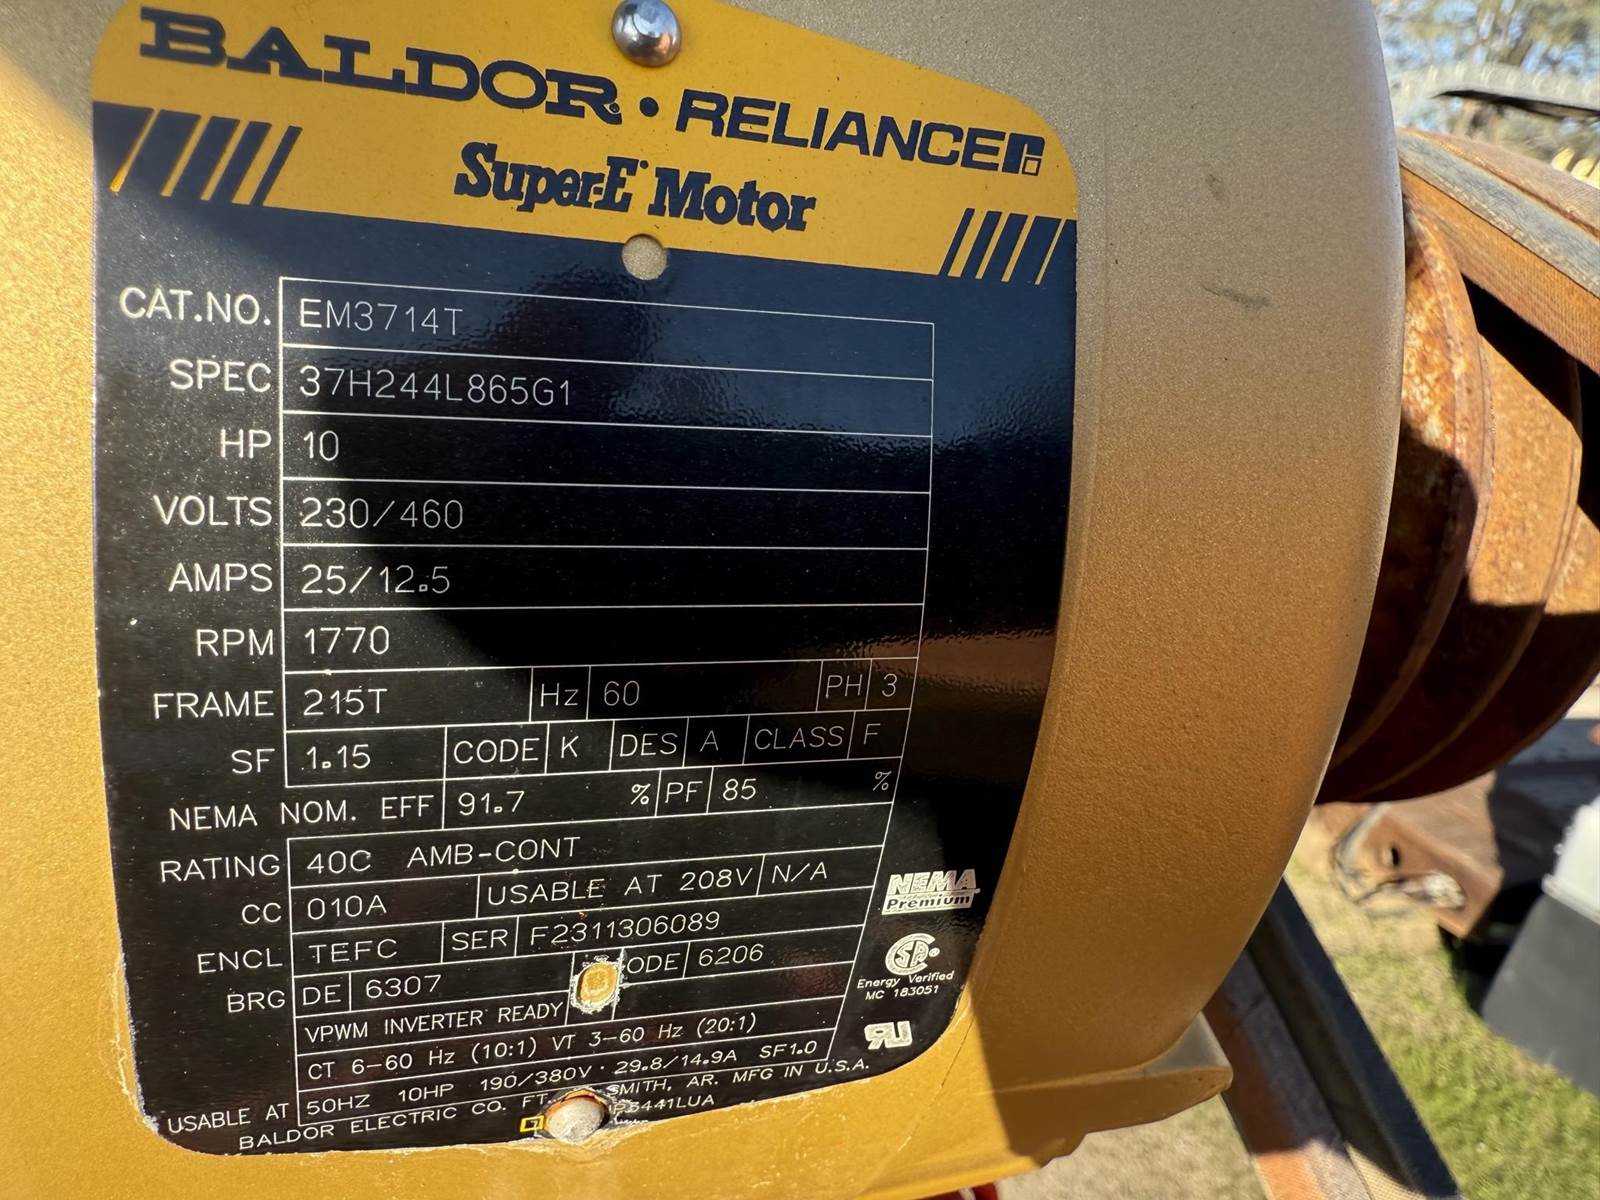 BALDOR • RELIANCER
Super-E Motor
CAT.NO. EM3714T
SPEC 37H244L865G1
HP 10
VOLTS 230/460
AMPS 25/12.5
RPM 1770
FRAME 215T Hz 60 PH 3
SF 1.15 CODE K DES A CLASS F
NEMA NOM. EFF 91.7 % PF 85 %
RATING 40C AMB-CONT
CC 010A USABLE AT 208V N/A
ENCL TEFC SER F2311306089
BRG DE 6307 ODE 6206
VPWM INVERTER READY
CT 6-60 Hz (10:1) VT 3-60 Hz (20:1)
USABLE AT 50HZ 10HP 190/380V · 29.8/14.9A SF1.0
BALDOR ELECTRIC CO. FT. SMITH, AR. MFG IN U.S.A.
441LUA
NEMA
Premium
SA®
Energy Verified
MC 183051
RU